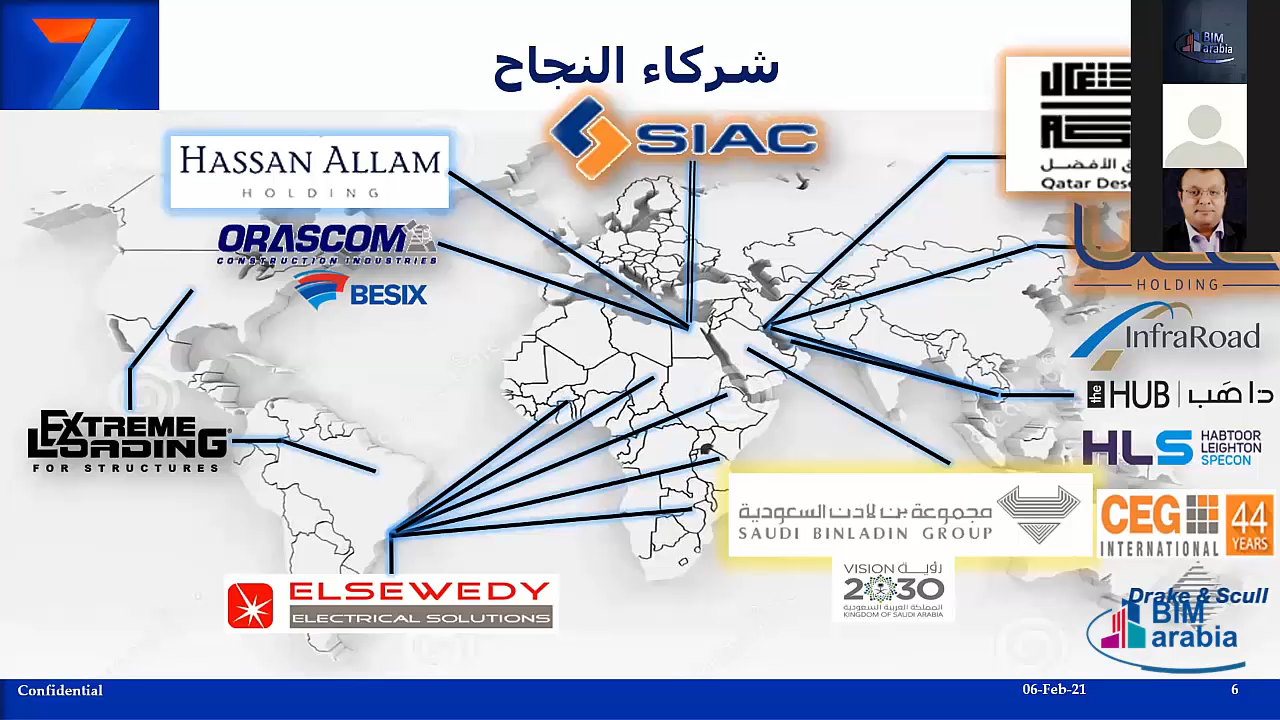 شركاء النجاح
HASSAN ALLAM
HOLDING
SIAC
ORASCOM
CONSTRUCTION INDUSTRIES
BESIX
Qatar
HOLDING
BIM
arabia
InfraRoad
the HUB | داهَب
HLS HABTOOR
LEIGHTON
SPECON
EXTREME
LOADING®
FOR STRUCTURES
مجموعة بن لادن السعودية
SAUDI BINLADIN GROUP
CEG
INTERNATIONAL
44
YEARS
VISION رؤية
2030
المملكة العربية السعودية
KINGDOM OF SAUDI ARABIA
ELSEWEDY
ELECTRICAL SOLUTIONS
Drake & Scull
BIM
arabia
Confidential
06-Feb-21
6